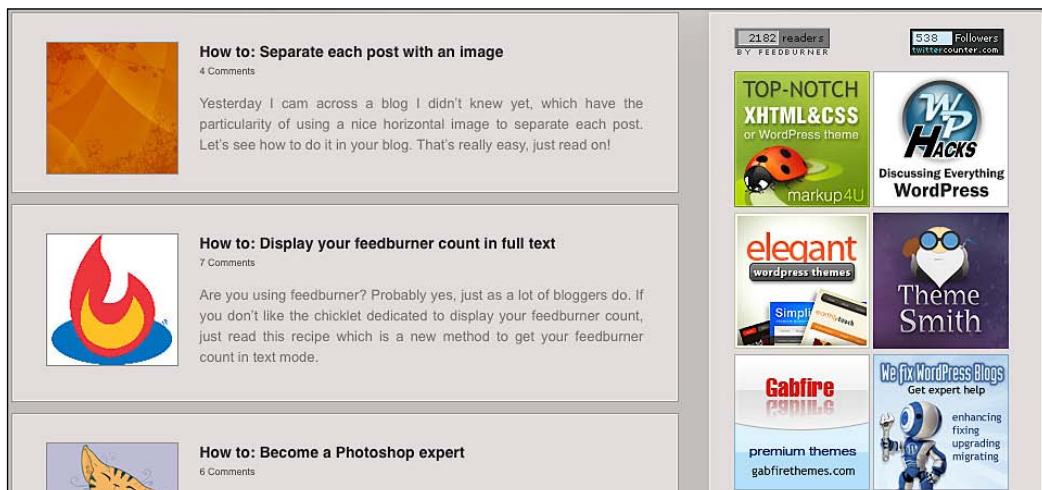 How to: Separate each post with an image
4 Comments
Yesterday I cam across a blog I didn't knew yet, which have the
particularity of using a nice horizontal image to separate each post.
Let's see how to do it in your blog. That's really easy, just read on!
How to: Display your feedburner count in full text
7 Comments
Are you using feedburner? Probably yes, just as a lot of bloggers do. If
you don't like the chicklet dedicated to display your feedburner count,
just read this recipe which is a new method to get your feedburner
count in text mode.
How to: Become a Photoshop expert
6 Comments
2182 readers
BY FEEDBURNER
538 Followers
twittercounter.com
TOP-NOTCH
XHTML&CSS
or WordPress theme
markup4U
WP
HACKS
Discussing Everything
WordPress
elegant
wordpress themes
Simpli
earthlytouch
Theme
Smith
Gabfire
premium themes
gabfirethemes.com
We fix WordPress Blogs
Get expert help
enhancing
fixing
upgrading
migrating